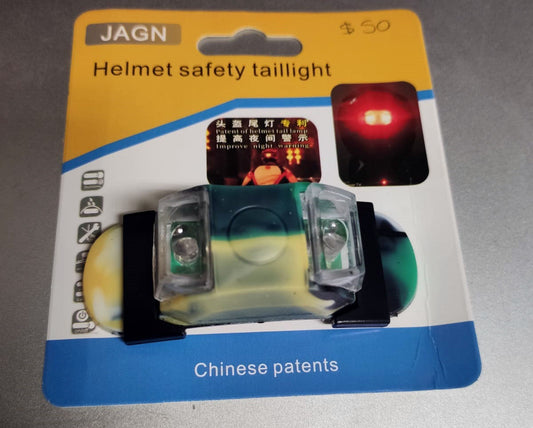 JAGN
$50
Helmet safety taillight
头盔尾灯专利
Patent of helmet tail lamp
提高夜间警示
Improve night warning
Chinese patents